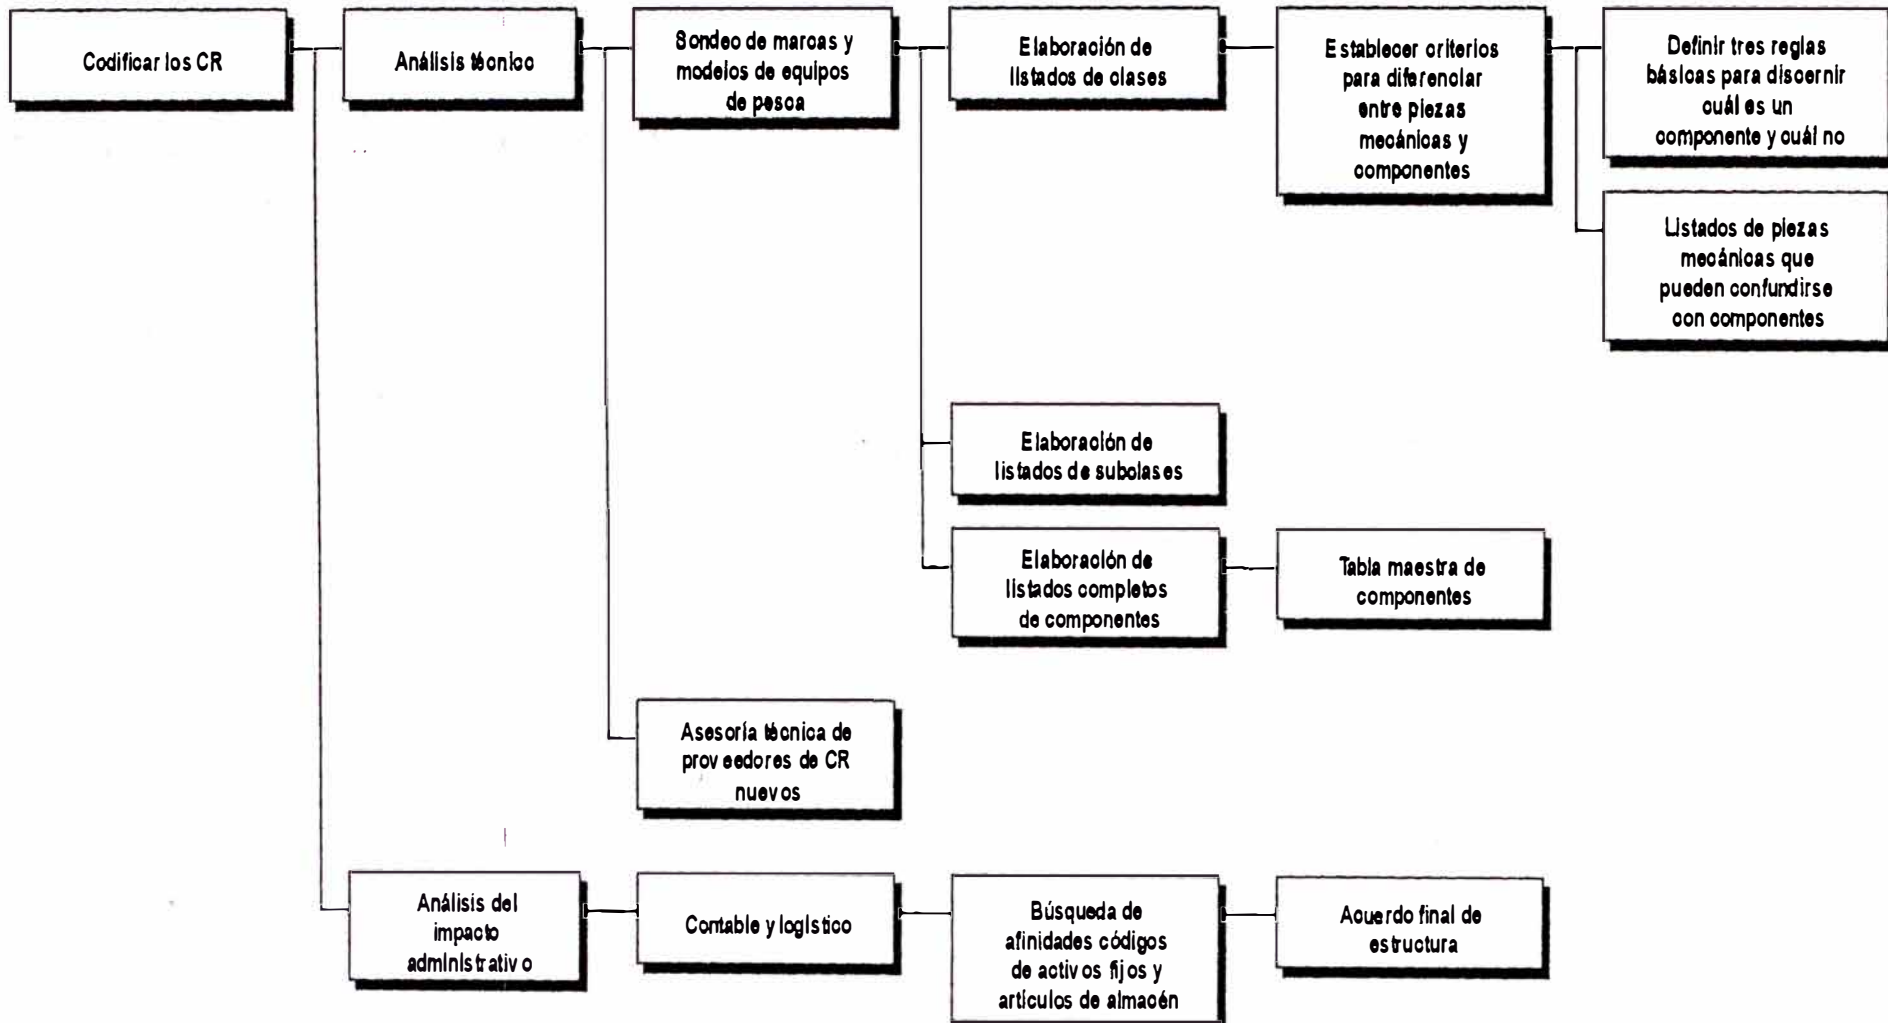 Codificar los CR
Análisis técnico
Sondeo de marcas y
modelos de equipos
de pesca
Elaboración de
listados de clases
Establecer criterios
para diferenciar
entre piezas
mecánicas y
componentes
Definir tres reglas
básicas para discernir
cuál es un
componente y cuál no
Listados de piezas
mecánicas que
pueden confundirse
con componentes
Elaboración de
listados de subclases
Elaboración de
listados completos
de componentes
Tabla maestra de
componentes
Asesoría técnica de
proveedores de CR
nuevos
Análisis del
impacto
administrativo
Contable y logístico
Búsqueda de
afinidades códigos
de activos fijos y
artículos de almacén
Acuerdo final de
estructura